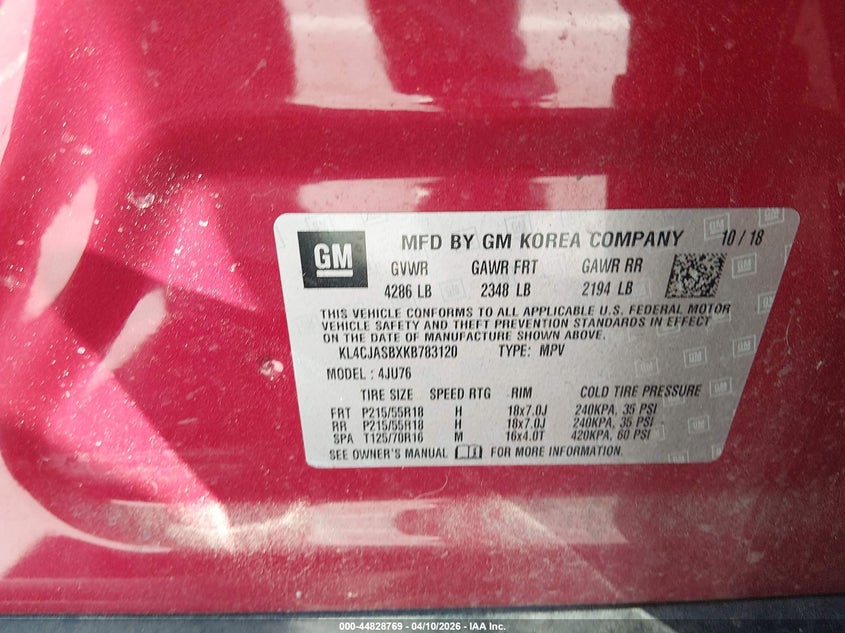 GM
MFD BY GM KOREA COMPANY 10/18
GVWR GAWR FRT GAWR RR
4286 LB 2348 LB 2194 LB
THIS VEHICLE CONFORMS TO ALL APPLICABLE U.S. FEDERAL MOTOR
VEHICLE SAFETY AND THEFT PREVENTION STANDARDS IN EFFECT
ON THE DATE OF MANUFACTURE SHOWN ABOVE.
KL4CJASBXKB783120 TYPE: MPV
MODEL: 4JU76
TIRE SIZE SPEED RTG RIM COLD TIRE PRESSURE
FRT P215/55R18 H 18x7.0J 240KPA, 35 PSI
RR P215/55R18 H 18x7.0J 240KPA, 35 PSI
SPA T125/70R16 M 16x4.0T 420KPA, 60 PSI
SEE OWNER'S MANUAL FOR MORE INFORMATION.
000-44828769 - 04/10/2026 - IAA Inc.